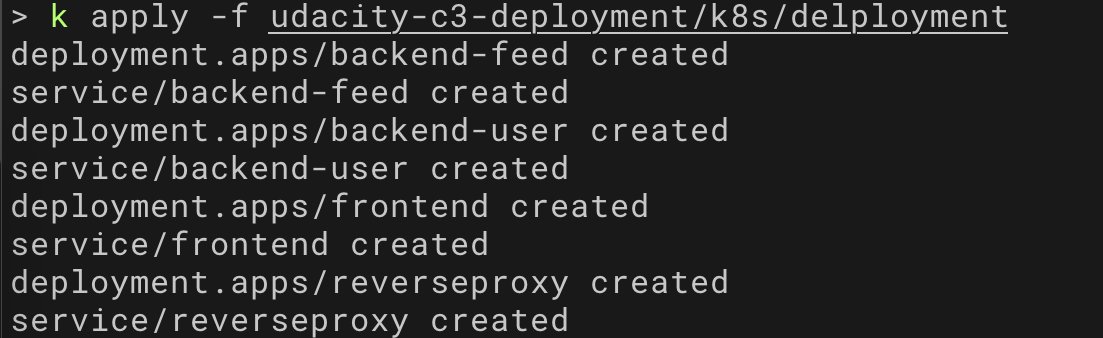 > k apply -f udacity-c3-deployment/k8s/delployment
deployment.apps/backend-feed created
service/backend-feed created
deployment.apps/backend-user created
service/backend-user created
deployment.apps/frontend created
service/frontend created
deployment.apps/reverseproxy created
service/reverseproxy created